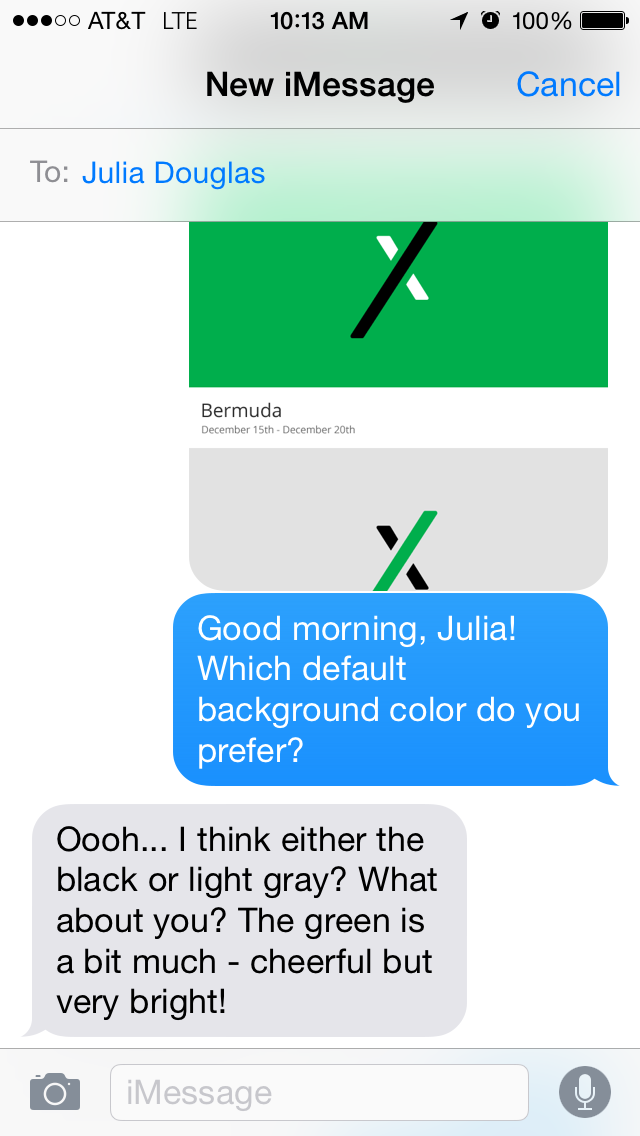 AT&T LTE 10:13 AM 100%
New iMessage Cancel
To: Julia Douglas
X
Bermuda
December 15th - December 20th
X
Good morning, Julia!
Which default
background color do you
prefer?
Oooh... I think either the
black or light gray? What
about you? The green is
a bit much - cheerful but
very bright!
iMessage